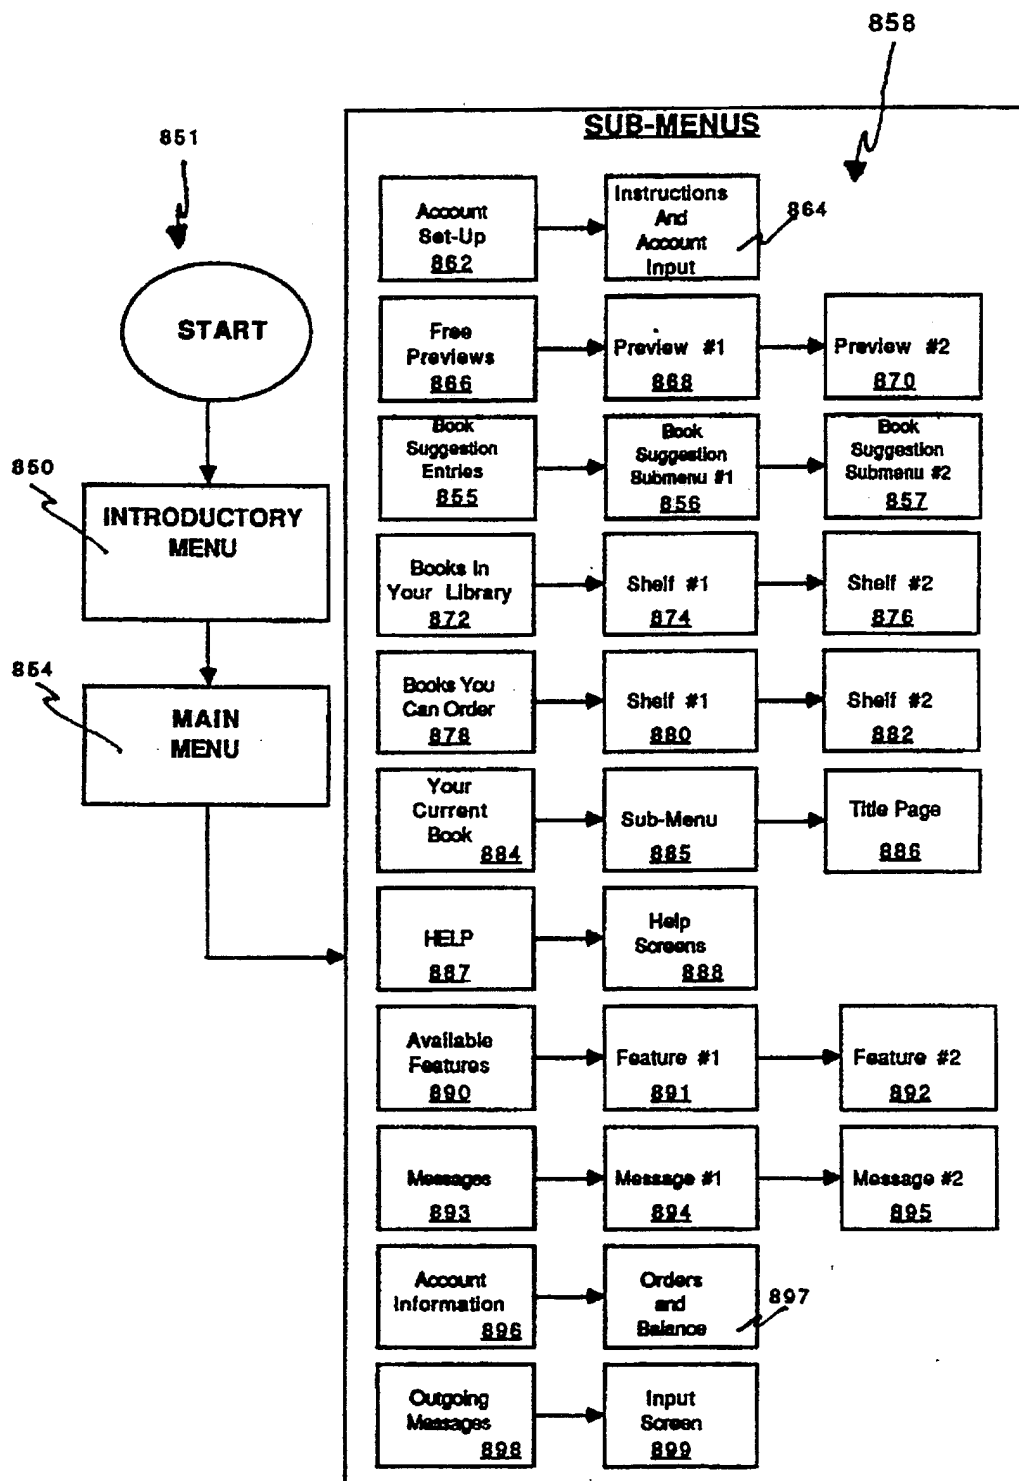 858
851
SUB-MENUS
START
850
INTRODUCTORY
MENU
854
MAIN
MENU
Account
Set-Up
862
Instructions
And
Account
Input
864
Free
Previews
866
Preview #1
868
Preview #2
870
Book
Suggestion
Entries
855
Book
Suggestion
Submenu #1
856
Book
Suggestion
Submenu #2
857
Books In
Your Library
872
Shelf #1
874
Shelf #2
876
Books You
Can Order
878
Shelf #1
880
Shelf #2
882
Your
Current
Book
884
Sub-Menu
885
Title Page
886
HELP
887
Help
Screens
888
Available
Features
890
Feature #1
891
Feature #2
892
Messages
893
Message #1
894
Message #2
895
Account
Information
896
Orders
and
Balance
897
Outgoing
Messages
898
Input
Screen
899